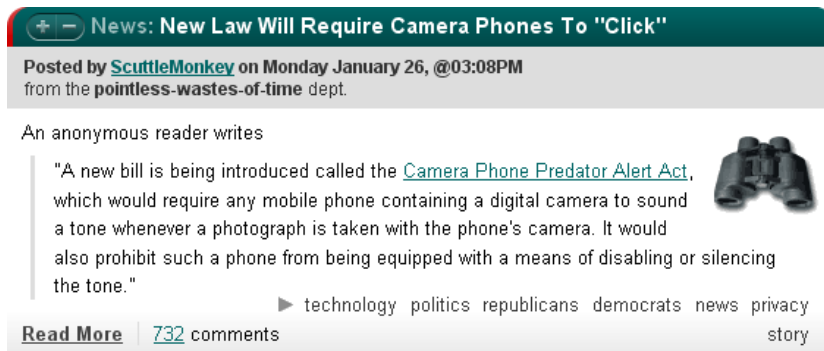 + − News: New Law Will Require Camera Phones To "Click"
Posted by ScuttleMonkey on Monday January 26, @03:08PM
from the pointless-wastes-of-time dept.
An anonymous reader writes
"A new bill is being introduced called the Camera Phone Predator Alert Act,
which would require any mobile phone containing a digital camera to sound
a tone whenever a photograph is taken with the phone's camera. It would
also prohibit such a phone from being equipped with a means of disabling or silencing
the tone."
▶ technology politics republicans democrats news privacy
story
Read More 732 comments